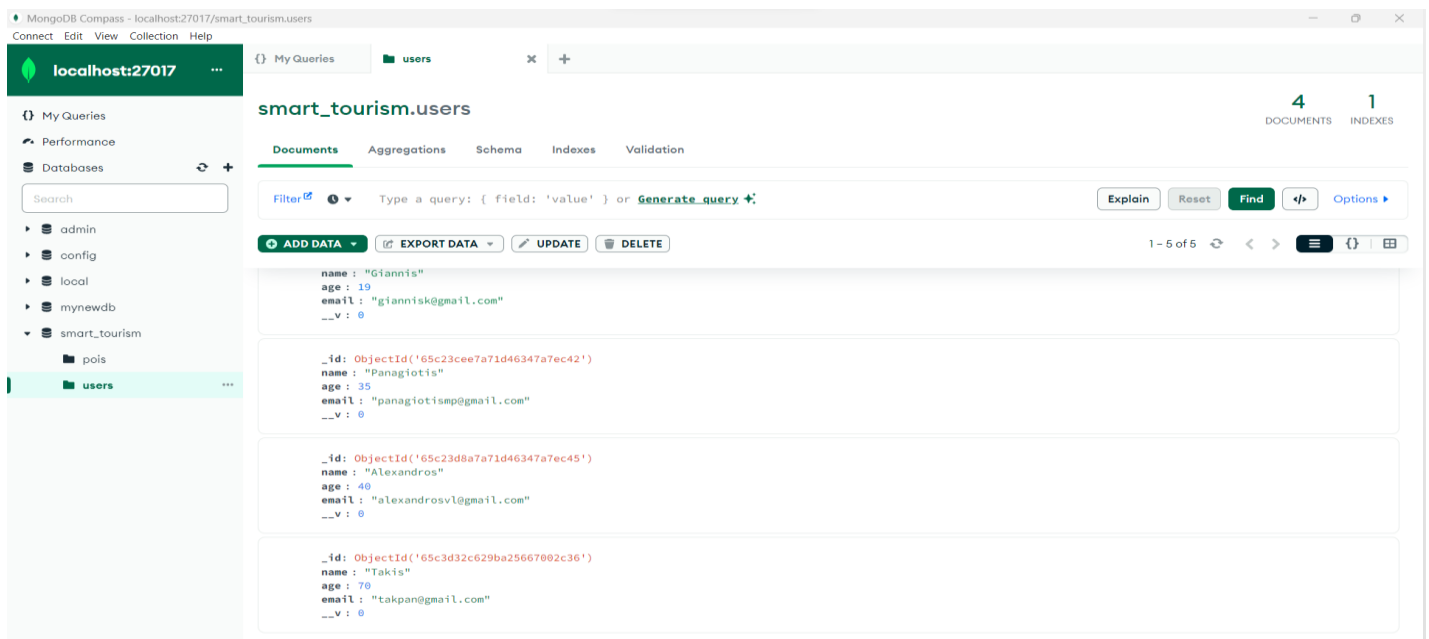 MongoDB Compass - localhost:27017/smart_tourism.users
Connect Edit View Collection Help
localhost:27017 ...
{} My Queries
Performance
Databases
Search
admin
config
local
mynewdb
smart_tourism
pois
users ...
{} My Queries
users
smart_tourism.users
4
DOCUMENTS
1
INDEXES
Documents Aggregations Schema Indexes Validation
Filter Type a query: { field: 'value' } or Generate query Explain Reset Find </> Options
ADD DATA EXPORT DATA UPDATE DELETE 1 – 5 of 5 {}
name : "Giannis"
age : 19
email : "giannisk@gmail.com"
__v : 0
_id: ObjectId('65c23cee7a71d46347a7ec42')
name : "Panagiotis"
age : 35
email : "panagiotismp@gmail.com"
__v : 0
_id: ObjectId('65c23d8a7a71d46347a7ec45')
name : "Alexandros"
age : 40
email : "alexandrosvl@gmail.com"
__v : 0
_id: ObjectId('65c3d32c629ba25667002c36')
name : "Takis"
age : 70
email : "takpan@gmail.com"
__v : 0